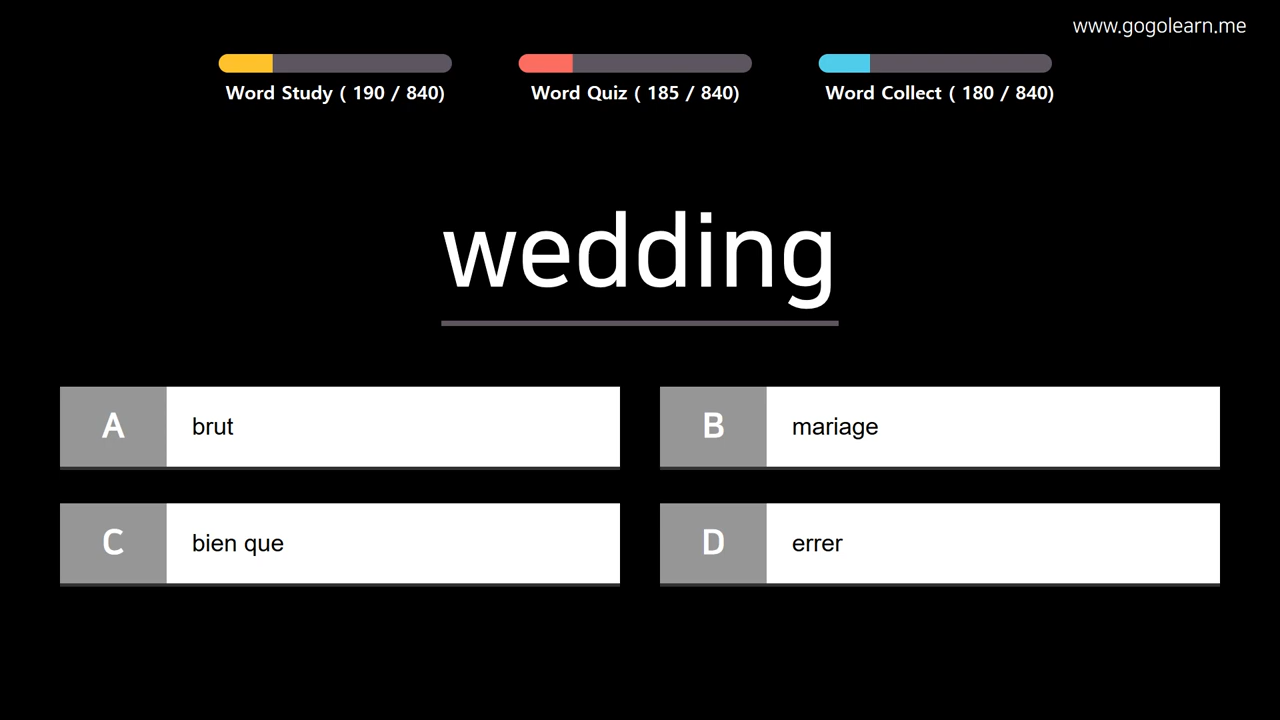 www.gogolearn.me
Word Study ( 190 / 840)
Word Quiz ( 185 / 840)
Word Collect ( 180 / 840)
wedding
A brut
B mariage
C bien que
D errer